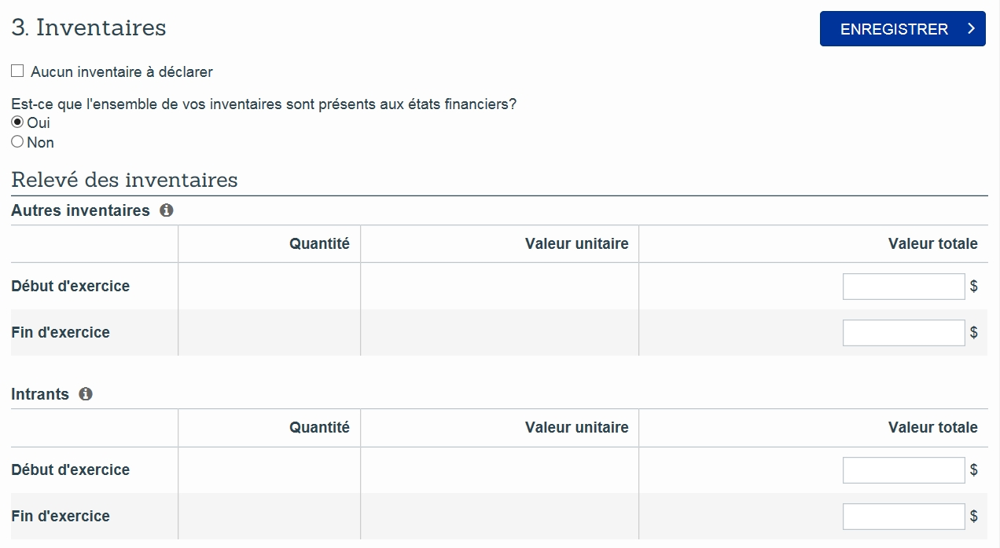 3. Inventaires
ENREGISTRER
Aucun inventaire à déclarer
Est-ce que l'ensemble de vos inventaires sont présents aux états financiers?
Oui
Non
Relevé des inventaires
Autres inventaires
Quantité Valeur unitaire Valeur totale
Début d'exercice $
Fin d'exercice $
Intrants
Quantité Valeur unitaire Valeur totale
Début d'exercice $
Fin d'exercice $